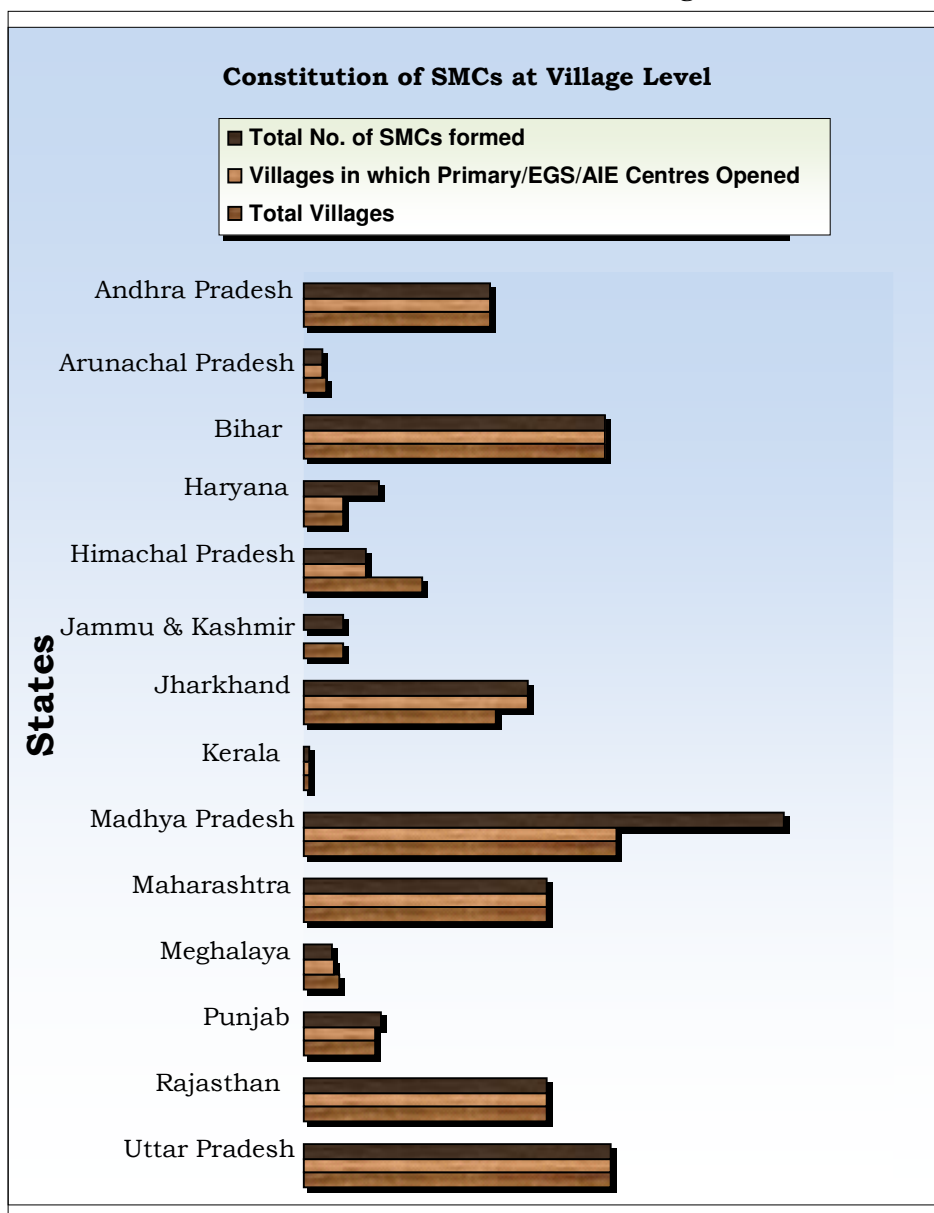 Constitution of SMCs at Village Level
Total No. of SMCs formed
Villages in which Primary/EGS/AIE Centres Opened
Total Villages
States
Andhra Pradesh
Arunachal Pradesh
Bihar
Haryana
Himachal Pradesh
Jammu & Kashmir
Jharkhand
Kerala
Madhya Pradesh
Maharashtra
Meghalaya
Punjab
Rajasthan
Uttar Pradesh